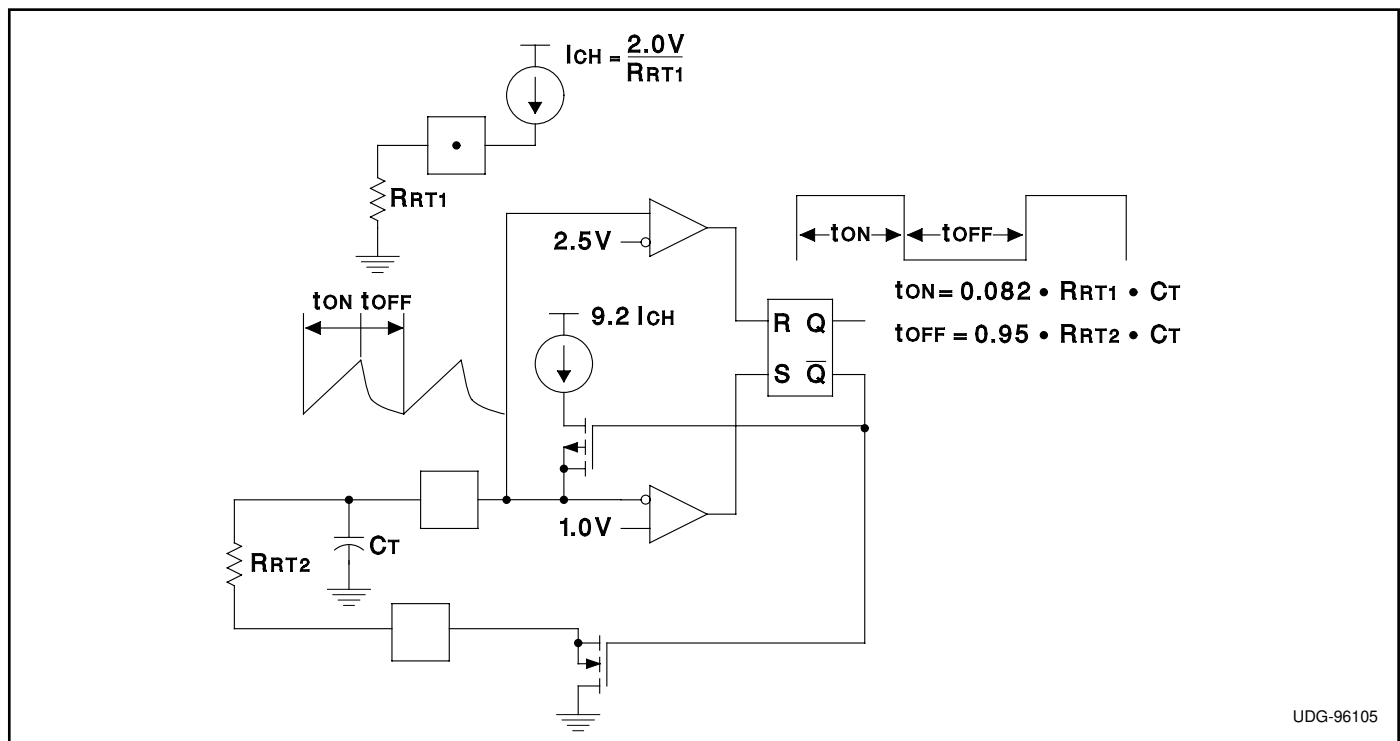 ICH = 2.0V / RRT1
RRT1
2.5V
tON
tOFF
tON = 0.082 • RRT1 • CT
tOFF = 0.95 • RRT2 • CT
tON tOFF
9.2 ICH
R Q
S Q̅
1.0V
CT
RRT2
UDG-96105